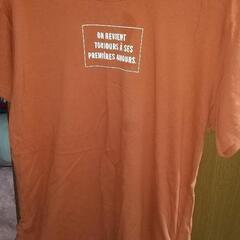 ON REVIENT
TOUJOURS À SES
PREMIÈRES AMOURS.